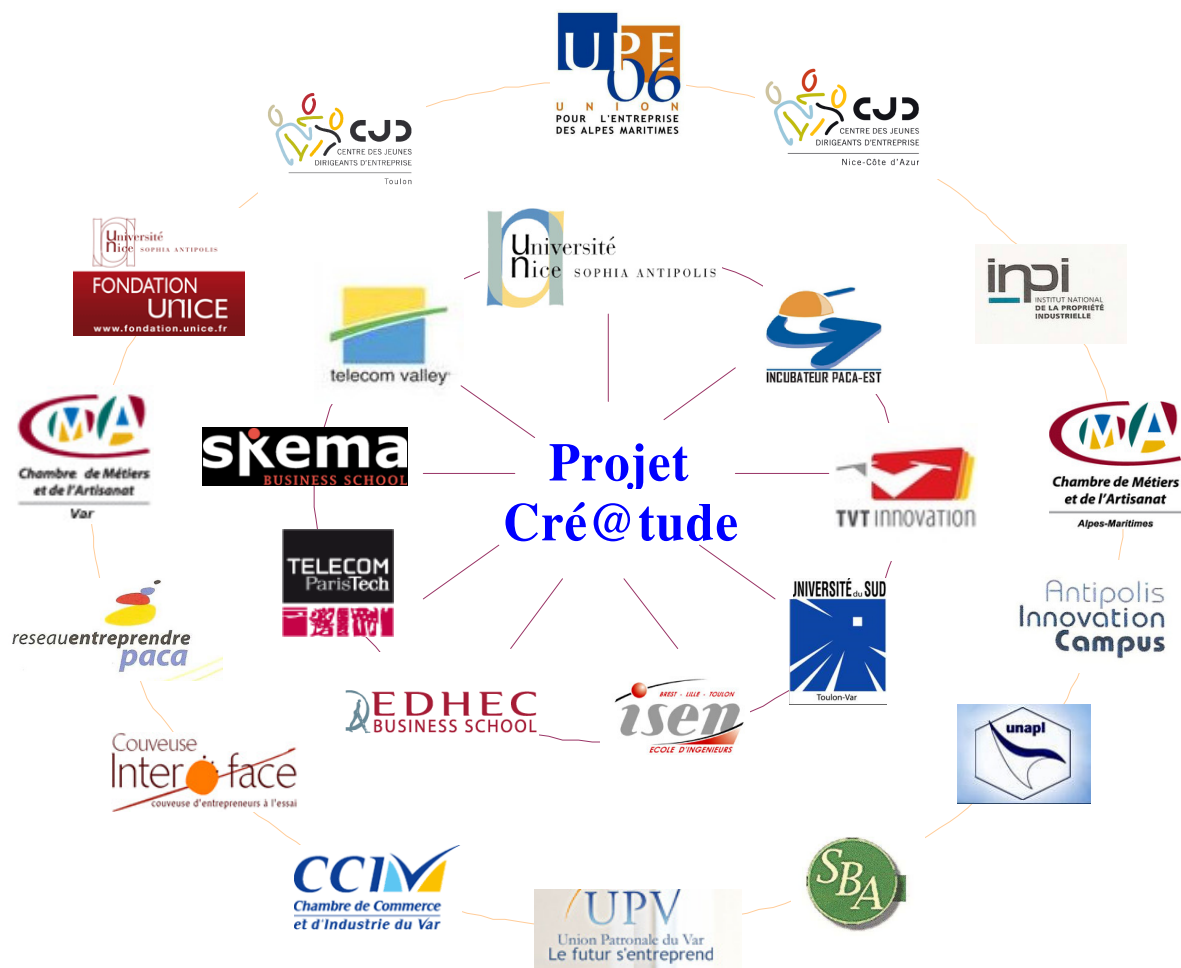 UPE
06
UNION
POUR L'ENTREPRISE
DES ALPES MARITIMES
CJD
CENTRE DES JEUNES
DIRIGEANTS D'ENTREPRISE
Toulon
CJD
CENTRE DES JEUNES
DIRIGEANTS D'ENTREPRISE
Nice-Côte d'Azur
Université
Nice SOPHIA ANTIPOLIS
FONDATION
UNICE
www.fondation.unice.fr
Université
Nice SOPHIA ANTIPOLIS
inpi
INSTITUT NATIONAL
DE LA PROPRIÉTÉ
INDUSTRIELLE
telecom valley
INCUBATEUR PACA-EST
CMA
Chambre de Métiers
et de l'Artisanat
Var
skema
BUSINESS SCHOOL
Projet
Cré@tude
TVT INNOVATION
CMA
Chambre de Métiers
et de l'Artisanat
Alpes-Maritimes
TELECOM
ParisTech
UNIVERSITÉ du SUD
Toulon-Var
reseauentreprendre
paca
Antipolis
Innovation
Campus
EDHEC
BUSINESS SCHOOL
BREST - LILLE - TOULON
isen
ECOLE D'INGENIEURS
unapl
Couveuse
Interface
couveuse d'entrepreneurs à l'essai
CCIV
Chambre de Commerce
et d'Industrie du Var
UPV
Union Patronale du Var
Le futur s'entreprend
SBA